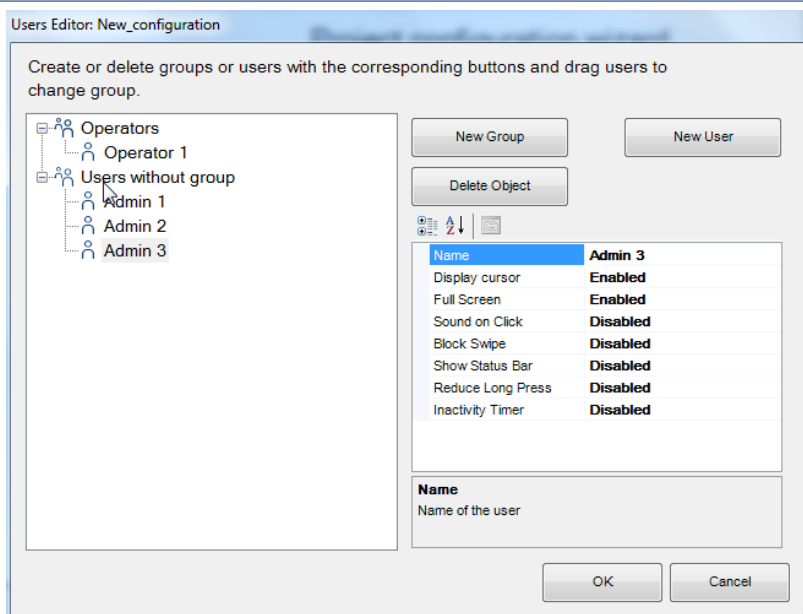 Users Editor: New_configuration
Project configuration wizard
Create or delete groups or users with the corresponding buttons and drag users to
change group.
Operators
Operator 1
Users without group
Admin 1
Admin 2
Admin 3
New Group
New User
Delete Object
Name Admin 3
Display cursor Enabled
Full Screen Enabled
Sound on Click Disabled
Block Swipe Disabled
Show Status Bar Disabled
Reduce Long Press Disabled
Inactivity Timer Disabled
Name
Name of the user
OK
Cancel